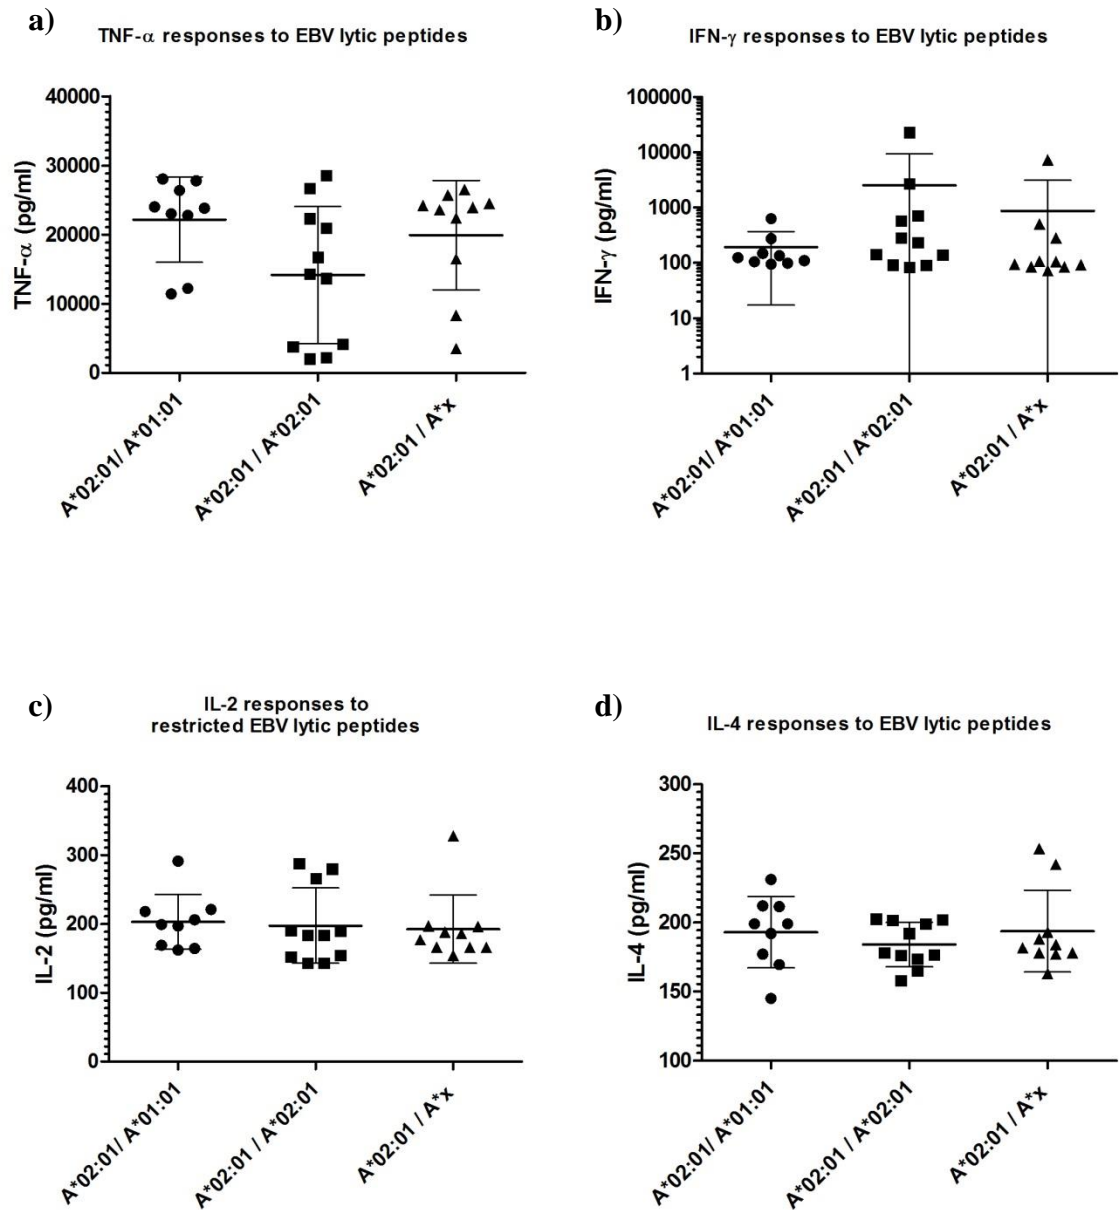 a)
TNF-α responses to EBV lytic peptides
TNF-α (pg/ml)
40000
30000
20000
10000
0
A*02:01/ A*01:01
A*02:01 / A*02:01
A*02:01 / A*x
b)
IFN-γ responses to EBV lytic peptides
IFN-γ (pg/ml)
100000
10000
1000
100
10
1
A*02:01/ A*01:01
A*02:01 / A*02:01
A*02:01 / A*x
c)
IL-2 responses to
restricted EBV lytic peptides
IL-2 (pg/ml)
400
300
200
100
0
A*02:01/ A*01:01
A*02:01 / A*02:01
A*02:01 / A*x
d)
IL-4 responses to EBV lytic peptides
IL-4 (pg/ml)
300
250
200
150
100
A*02:01/ A*01:01
A*02:01 / A*02:01
A*02:01 / A*x